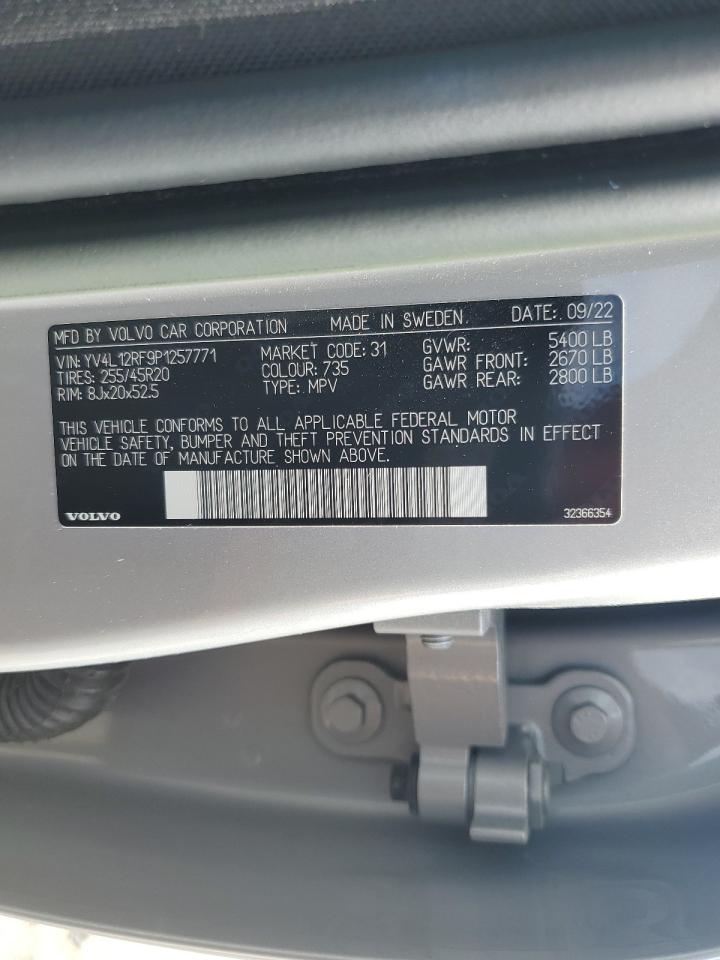 MFD BY VOLVO CAR CORPORATION MADE IN SWEDEN. DATE: 09/22
VIN: YV4L12RF9P1257771 MARKET CODE: 31 GVWR: 5400 LB
TIRES: 255/45R20 COLOUR: 735 GAWR FRONT: 2670 LB
RIM: 8Jx20x52.5 TYPE: MPV GAWR REAR: 2800 LB
THIS VEHICLE CONFORMS TO ALL APPLICABLE FEDERAL MOTOR
VEHICLE SAFETY, BUMPER AND THEFT PREVENTION STANDARDS IN EFFECT
ON THE DATE OF MANUFACTURE SHOWN ABOVE.
VOLVO 32366354